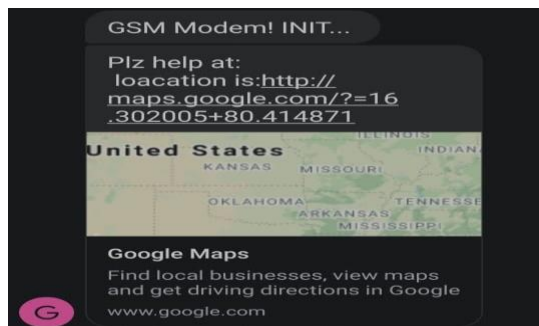 GSM Modem! INIT...
Plz help at:
loacation is:http://
maps.google.com/?=16
.302005+80.414871
ILLINOIS
United States
INDIAN
KANSAS
MISSOURI
OKLAHOMA
TENNESSE
ARKANSAS
MISSISSIPPI
Google Maps
Find local businesses, view maps
and get driving directions in Google
www.google.com
G